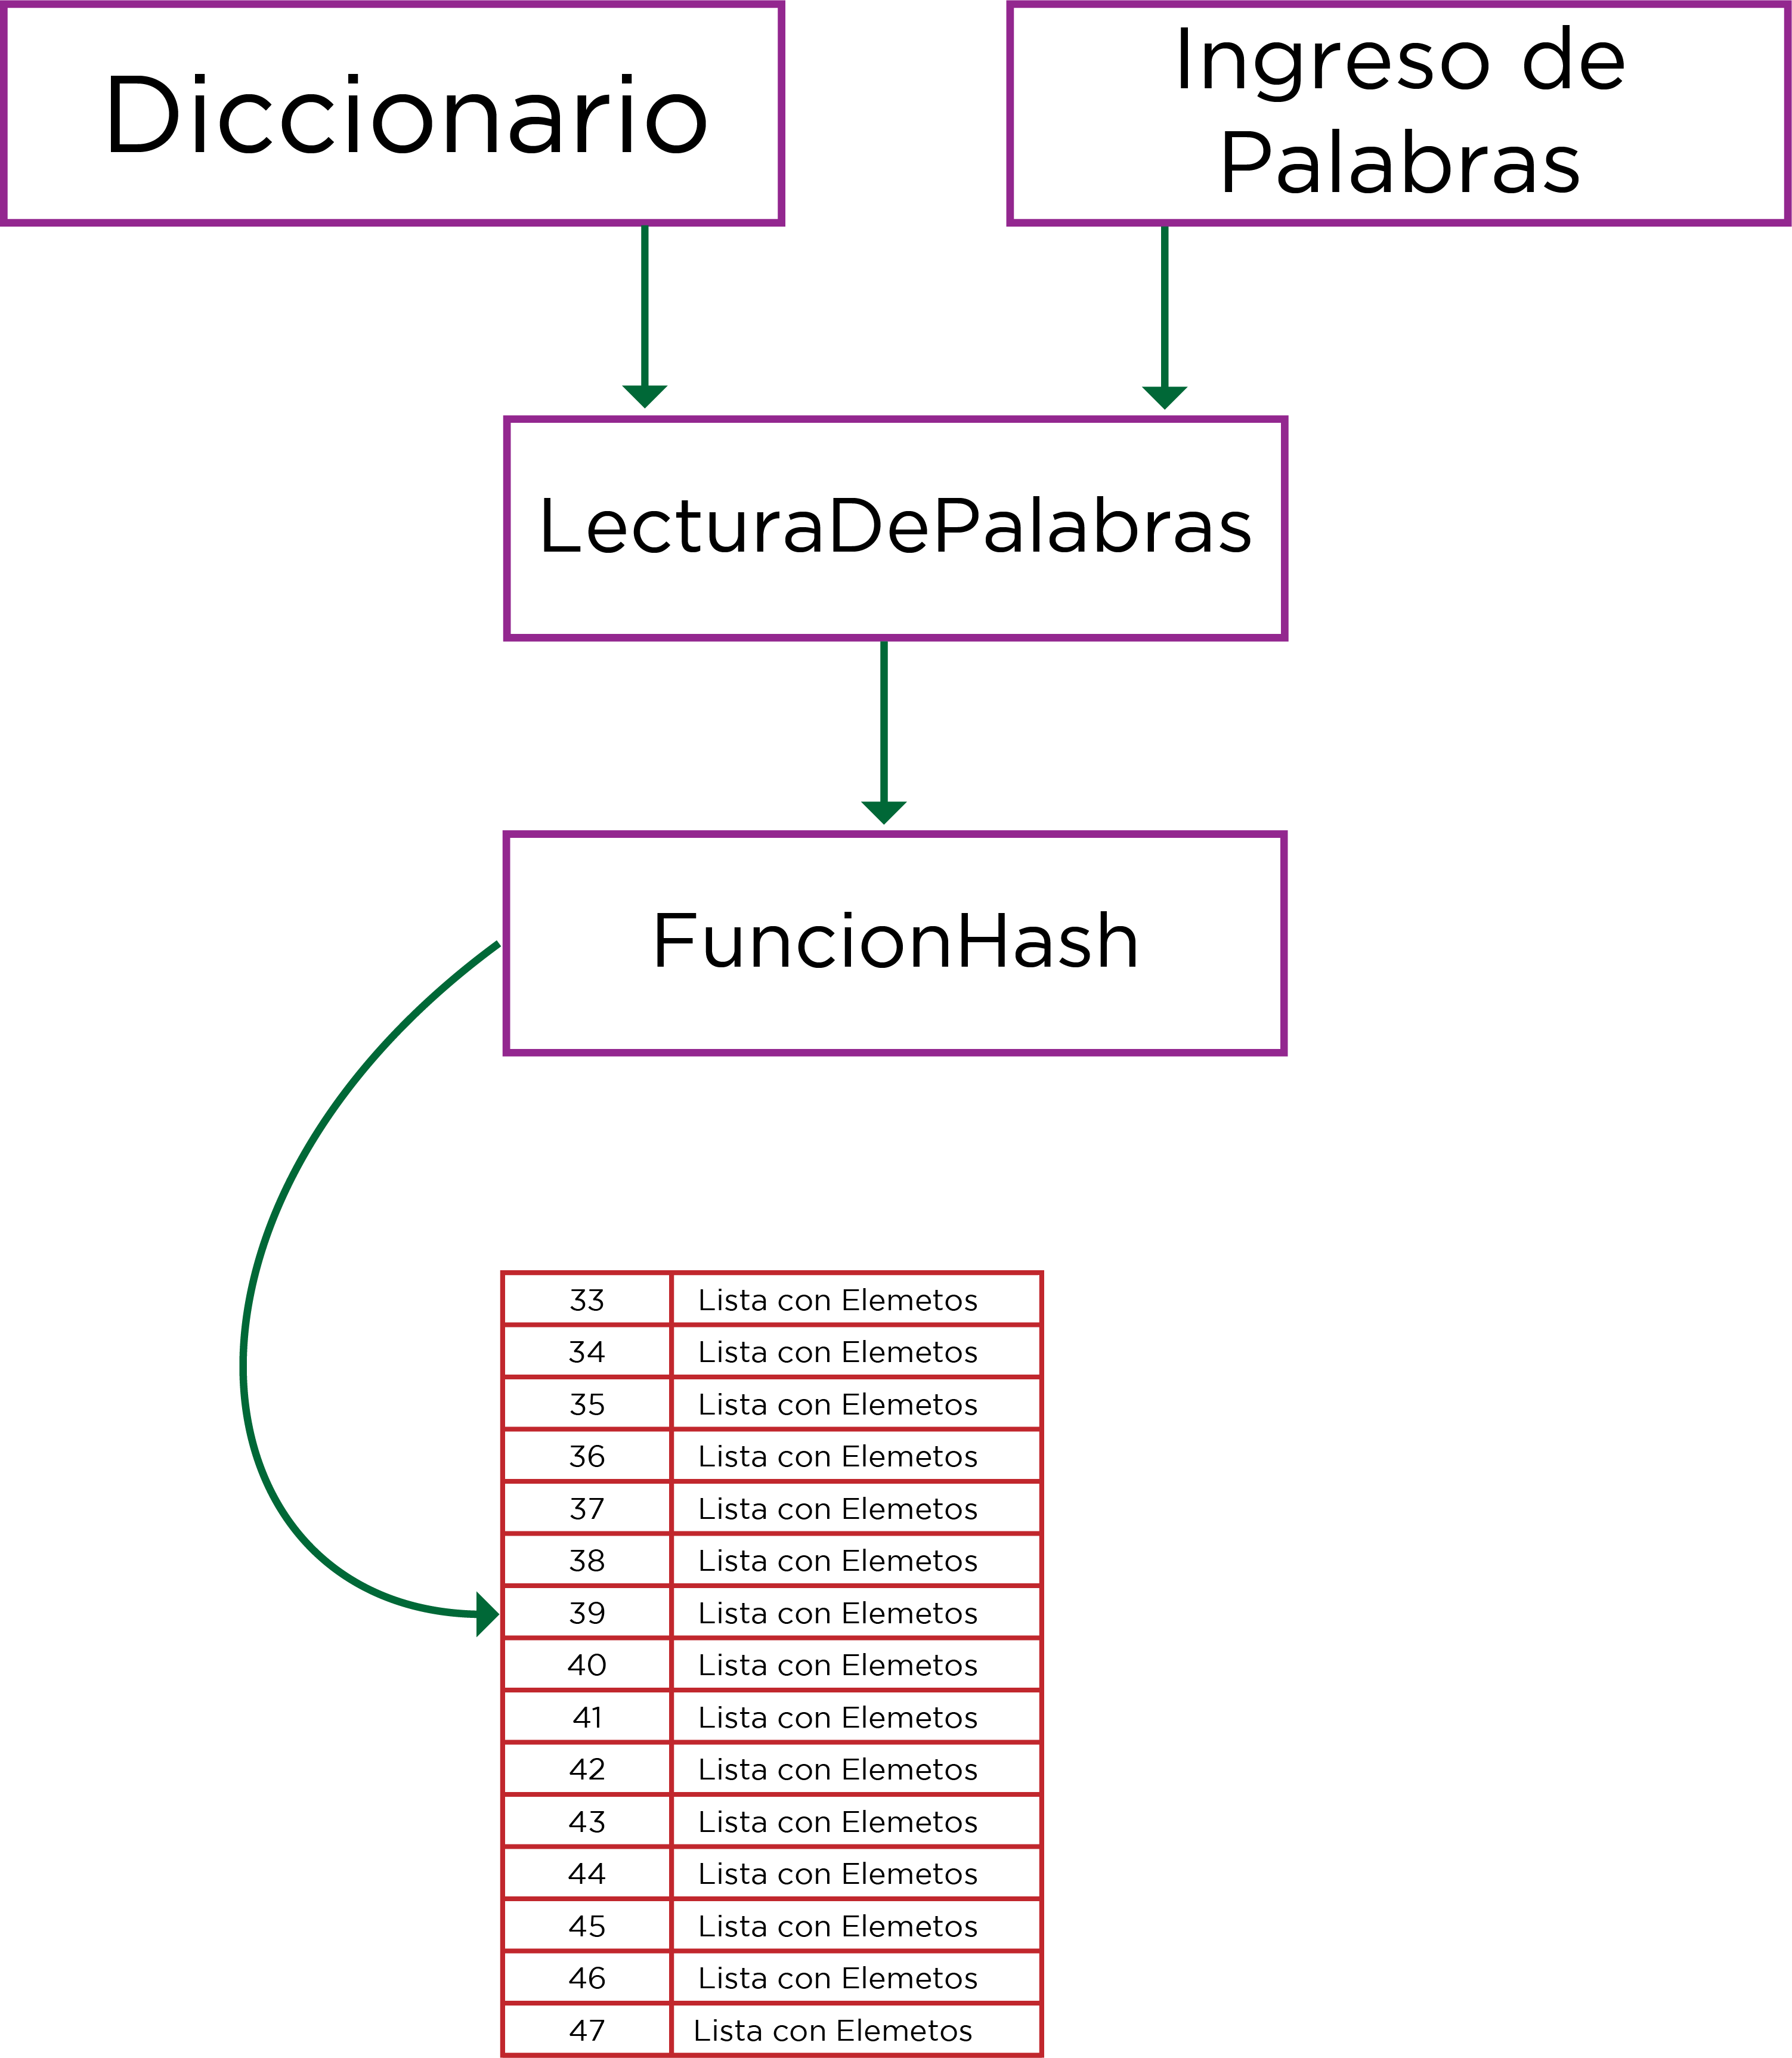 Diccionario
Ingreso de
Palabras
LecturaDePalabras
FuncionHash
33 Lista con Elemetos
34 Lista con Elemetos
35 Lista con Elemetos
36 Lista con Elemetos
37 Lista con Elemetos
38 Lista con Elemetos
39 Lista con Elemetos
40 Lista con Elemetos
41 Lista con Elemetos
42 Lista con Elemetos
43 Lista con Elemetos
44 Lista con Elemetos
45 Lista con Elemetos
46 Lista con Elemetos
47 Lista con Elemetos